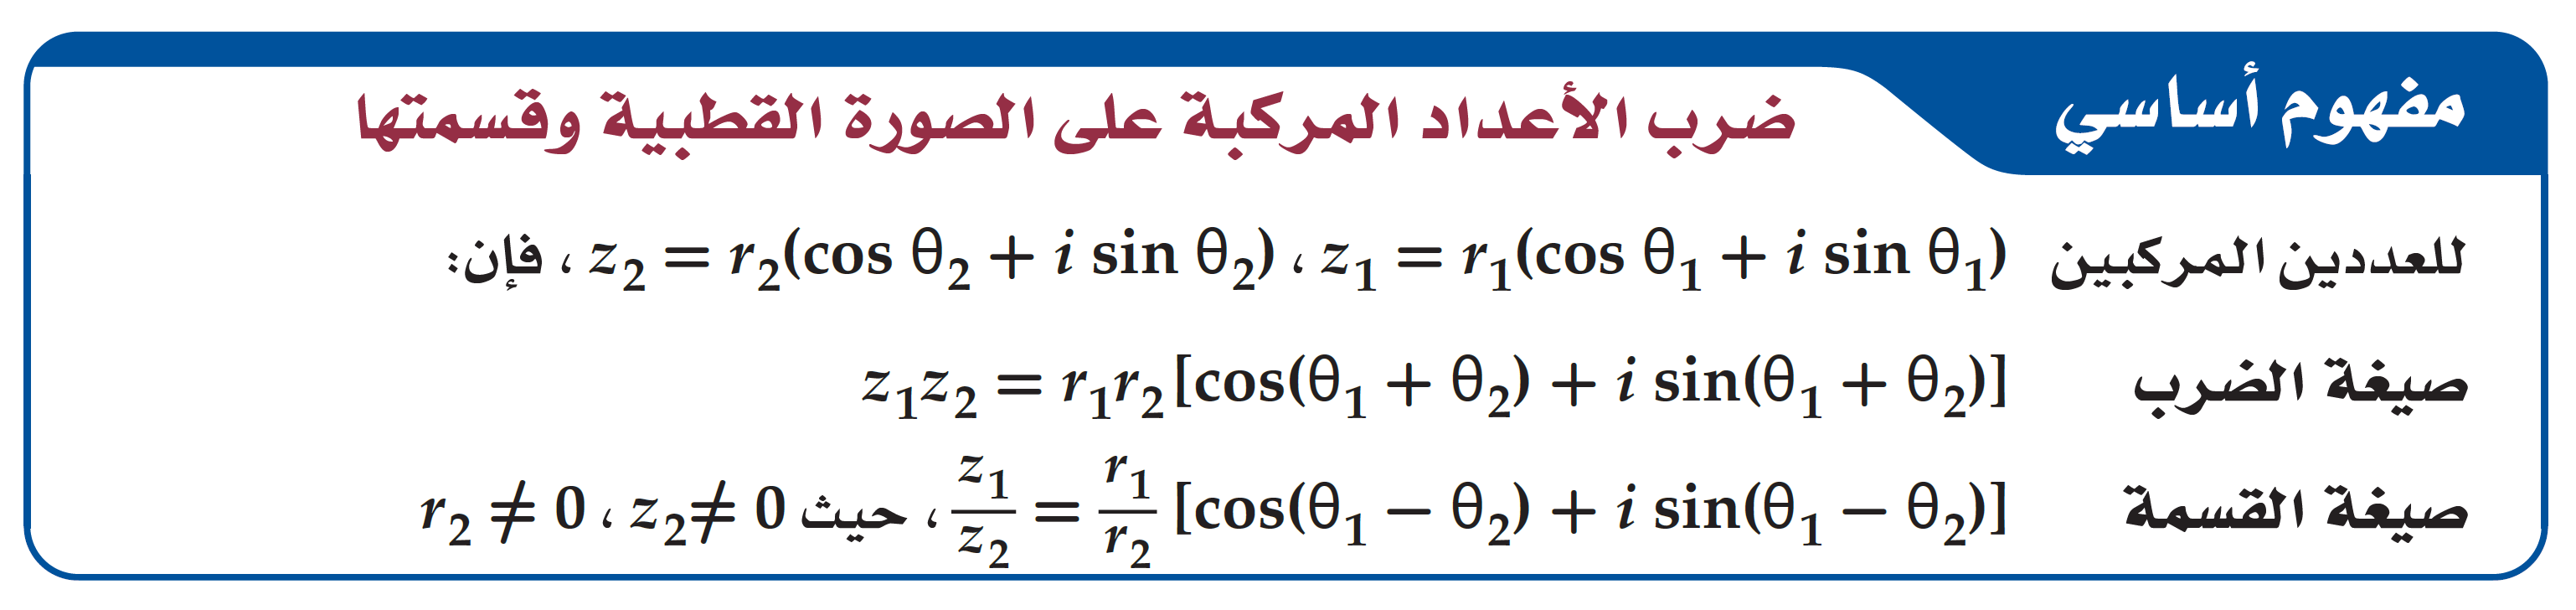 مفهوم أساسي
ضرب الأعداد المركبة على الصورة القطبية وقسمتها
للعددين المركبين z₁ = r₁(cos θ₁ + i sin θ₁) ، z₂ = r₂(cos θ₂ + i sin θ₂) ، فإن:
صيغة الضرب z₁z₂ = r₁r₂ [cos(θ₁ + θ₂) + i sin(θ₁ + θ₂)]
صيغة القسمة z₁/z₂ = r₁/r₂ [cos(θ₁ − θ₂) + i sin(θ₁ − θ₂)] ، حيث z₂ ≠ 0 ، r₂ ≠ 0